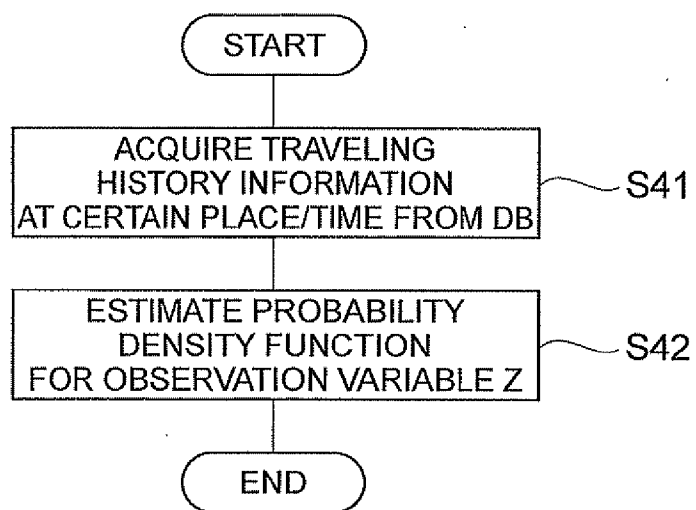 START
ACQUIRE TRAVELING
HISTORY INFORMATION
AT CERTAIN PLACE/TIME FROM DB
S41
ESTIMATE PROBABILITY
DENSITY FUNCTION
FOR OBSERVATION VARIABLE Z
S42
END